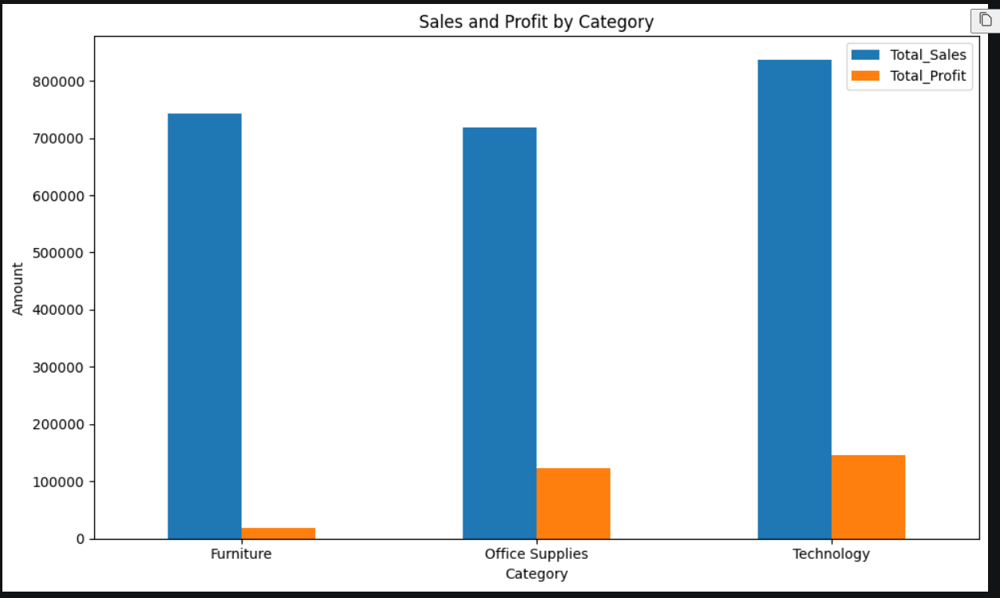 Sales and Profit by Category
Total_Sales
Total_Profit
800000
700000
600000
500000
400000
300000
200000
100000
0
Amount
Furniture
Office Supplies
Technology
Category